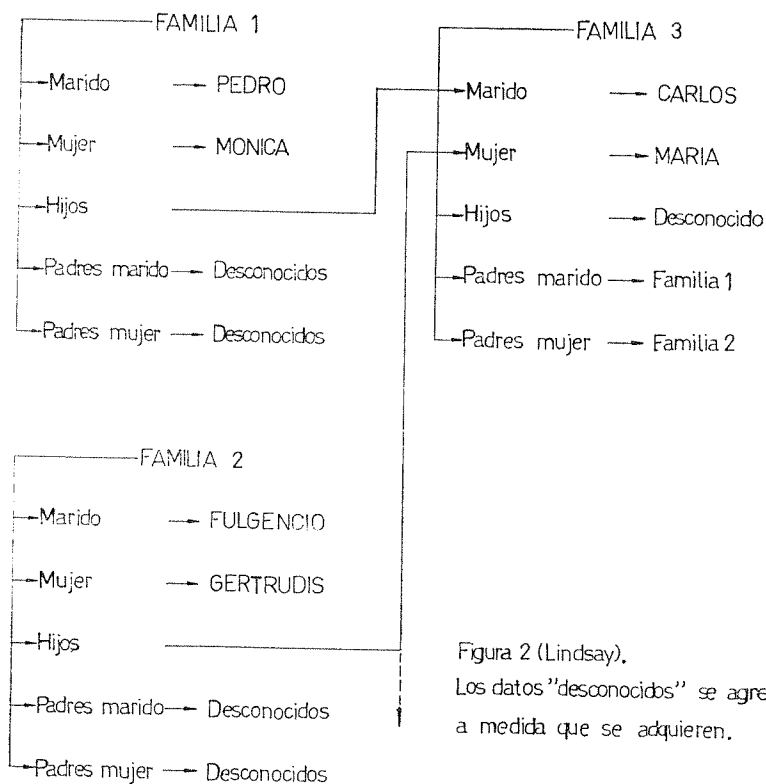 FAMILIA 1
Marido PEDRO
Mujer MONICA
Hijos
Padres marido Desconocidos
Padres mujer Desconocidos
FAMILIA 3
Marido CARLOS
Mujer MARIA
Hijos Desconocido
Padres marido Familia 1
Padres mujer Familia 2
FAMILIA 2
Marido FULGENCIO
Mujer GERTRUDIS
Hijos
Padres marido Desconocidos
Padres mujer Desconocidos
Figura 2 (Lindsay).
Los datos "desconocidos" se agre
a medida que se adquieren.